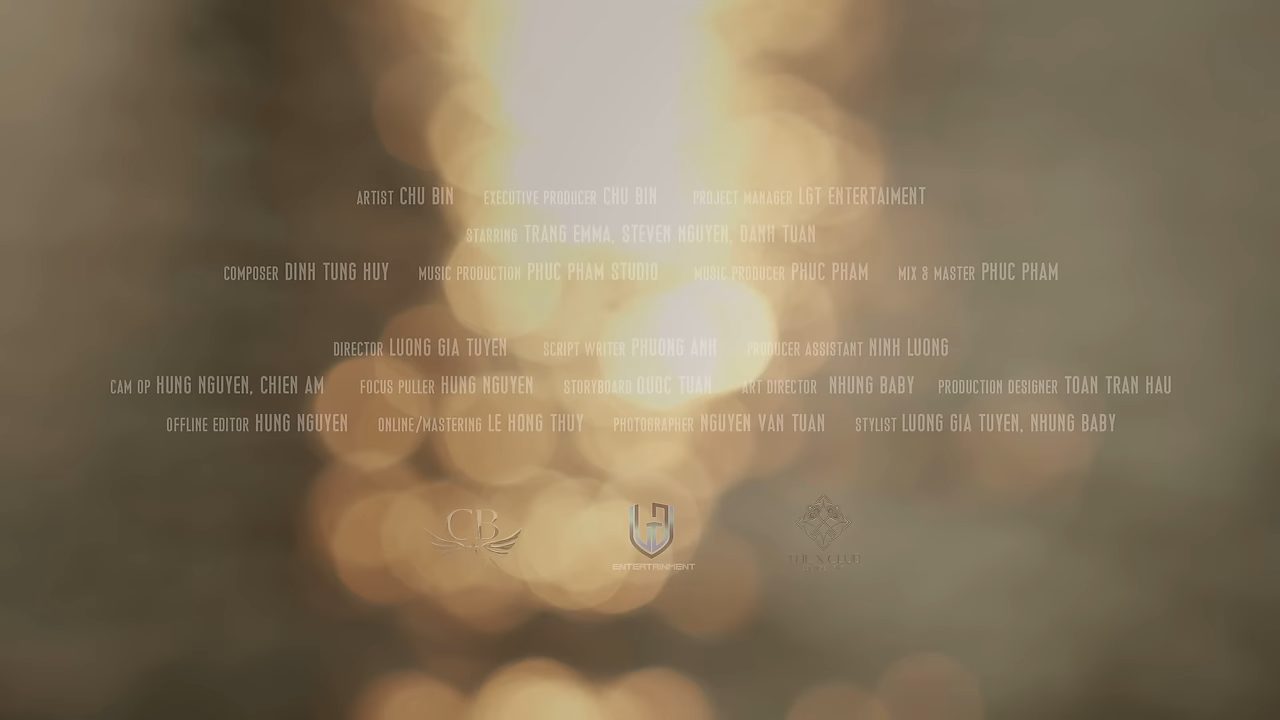 ARTIST CHU BIN EXECUTIVE PRODUCER CHU BIN PROJECT MANAGER LGT ENTERTAIMENT
STARRING TRANG EMMA, STEVEN NGUYEN, DANH TUAN
COMPOSER DINH TUNG HUY MUSIC PRODUCTION PHUC PHAM STUDIO MUSIC PRODUCER PHUC PHAM MIX & MASTER PHUC PHAM
DIRECTOR LUONG GIA TUYEN SCRIPT WRITER PHUONG ANH PRODUCER ASSISTANT NINH LUONG
CAM OP HUNG NGUYEN, CHIEN AM FOCUS PULLER HUNG NGUYEN STORYBOARD QUOC TUAN ART DIRECTOR NHUNG BABY PRODUCTION DESIGNER TOAN TRAN HAU
OFFLINE EDITOR HUNG NGUYEN ONLINE/MASTERING LE HONG THUY PHOTOGRAPHER NGUYEN VAN TUAN STYLIST LUONG GIA TUYEN, NHUNG BABY
CB
ENTERTAINMENT
CLUB